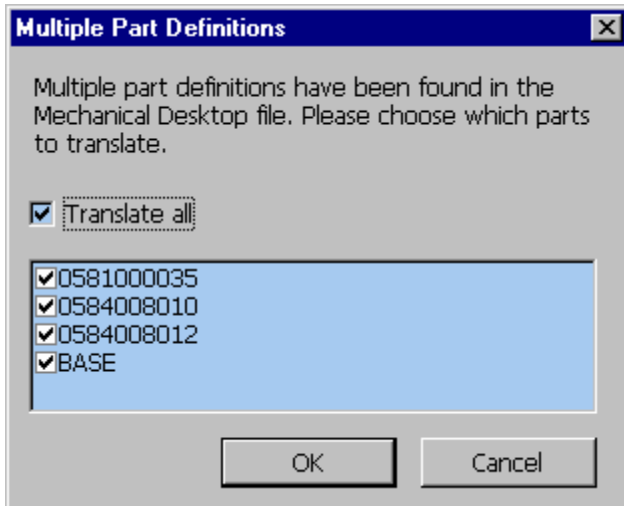 Multiple Part Definitions
Multiple part definitions have been found in the
Mechanical Desktop file. Please choose which parts
to translate.
Translate all
0581000035
0584008010
0584008012
BASE
OK
Cancel